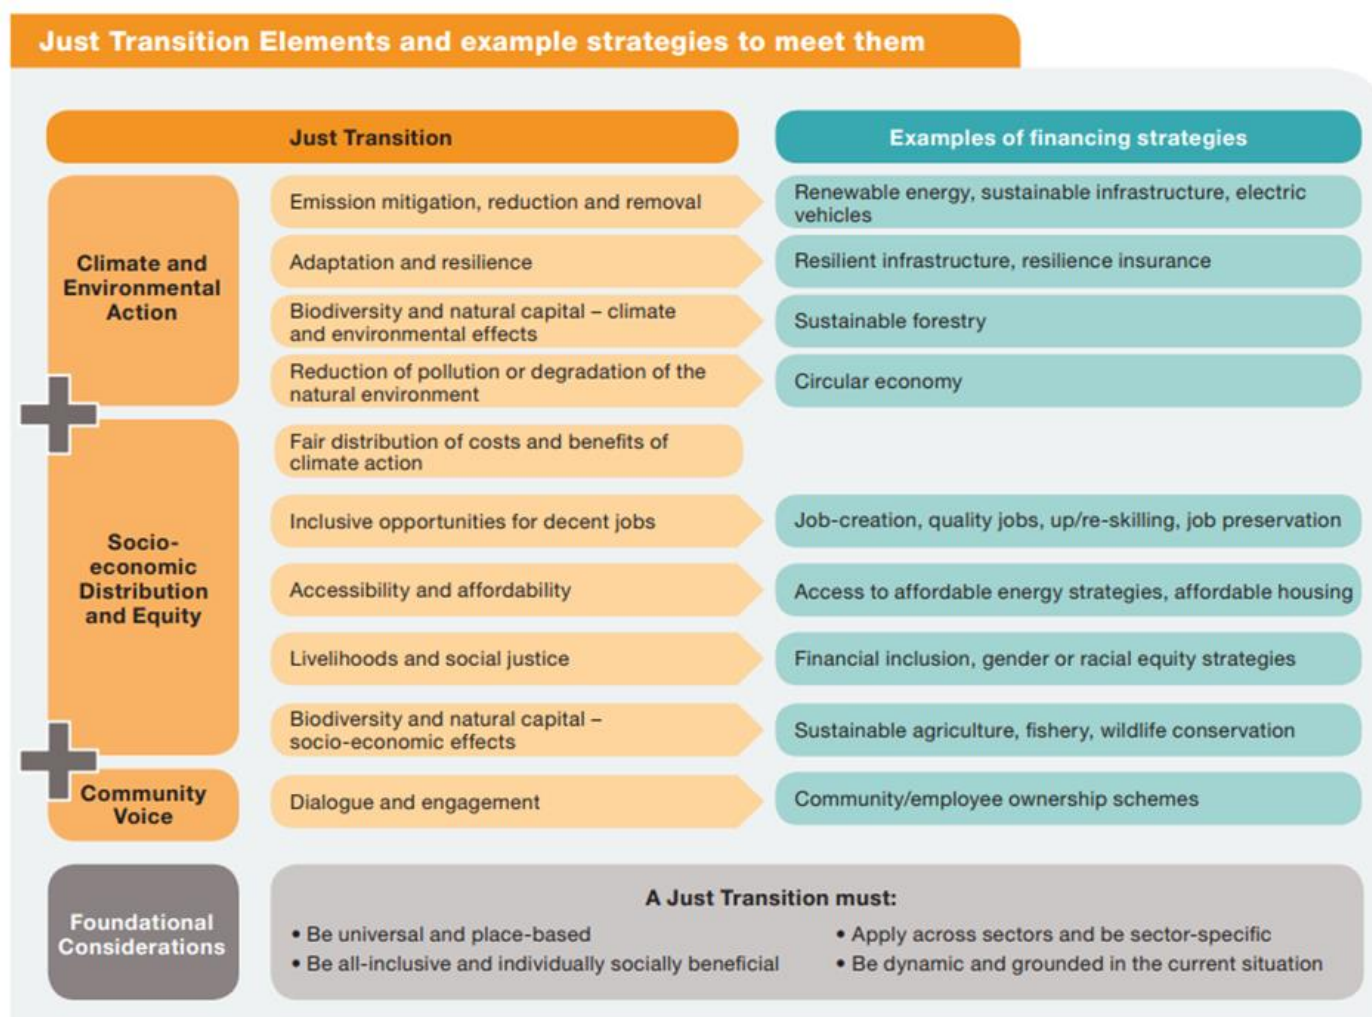 Just Transition Elements and example strategies to meet them
Just Transition
Examples of financing strategies
Climate and
Environmental
Action
Emission mitigation, reduction and removal
Renewable energy, sustainable infrastructure, electric
vehicles
Adaptation and resilience
Resilient infrastructure, resilience insurance
Biodiversity and natural capital – climate
and environmental effects
Sustainable forestry
Reduction of pollution or degradation of the
natural environment
Circular economy
Socio-
economic
Distribution
and Equity
Fair distribution of costs and benefits of
climate action
Inclusive opportunities for decent jobs
Job-creation, quality jobs, up/re-skilling, job preservation
Accessibility and affordability
Access to affordable energy strategies, affordable housing
Livelihoods and social justice
Financial inclusion, gender or racial equity strategies
Biodiversity and natural capital –
socio-economic effects
Sustainable agriculture, fishery, wildlife conservation
Community
Voice
Dialogue and engagement
Community/employee ownership schemes
Foundational
Considerations
A Just Transition must:
• Be universal and place-based
• Be all-inclusive and individually socially beneficial
• Apply across sectors and be sector-specific
• Be dynamic and grounded in the current situation